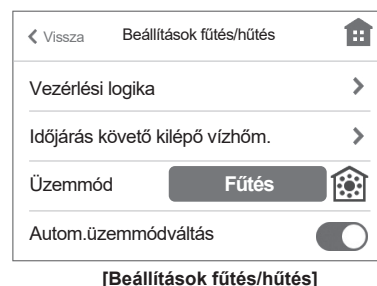 Vissza Beállítások fűtés/hűtés
Vezérlési logika
Időjárás követő kilépő vízhőm.
Üzemmód Fűtés
Autom.üzemmódváltás
[Beállítások fűtés/hűtés]